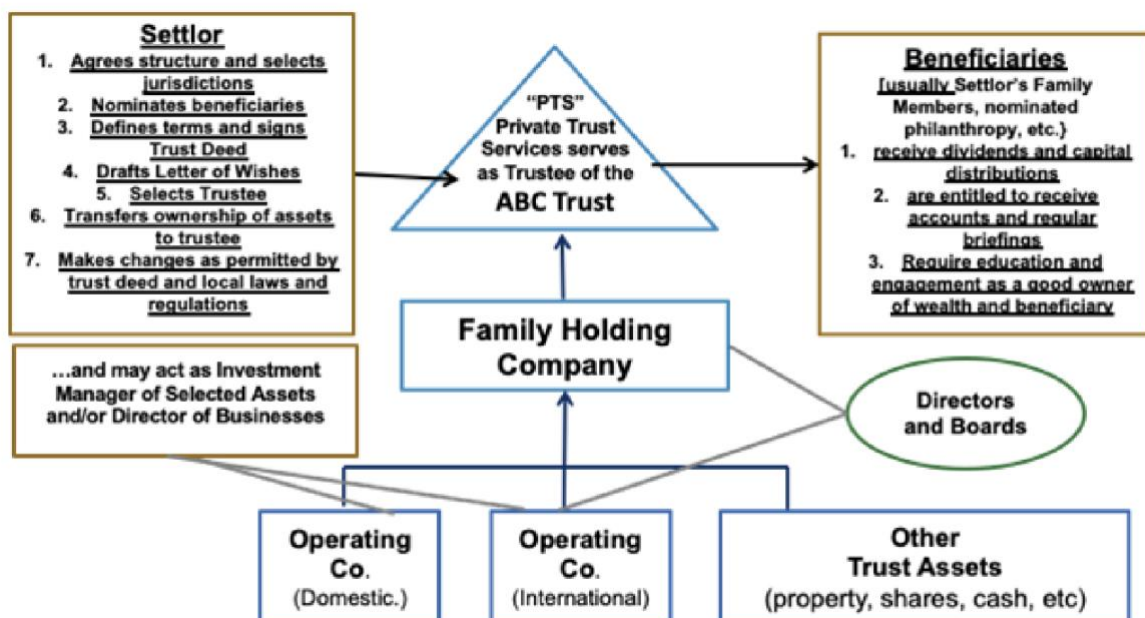 Settlor
1. Agrees structure and selects
jurisdictions
2. Nominates beneficiaries
3. Defines terms and signs
Trust Deed
4. Drafts Letter of Wishes
5. Selects Trustee
6. Transfers ownership of assets
to trustee
7. Makes changes as permitted by
trust deed and local laws and
regulations
…and may act as Investment
Manager of Selected Assets
and/or Director of Businesses
“PTS”
Private Trust
Services serves
as Trustee of the
ABC Trust
Family Holding
Company
Beneficiaries
[usually Settlor's Family
Members, nominated
philanthropy, etc.}
1. receive dividends and capital
distributions
2. are entitled to receive
accounts and regular
briefings
3. Require education and
engagement as a good owner
of wealth and beneficiary
Directors
and Boards
Operating
Co.
(Domestic.)
Operating
Co.
(International)
Other
Trust Assets
(property, shares, cash, etc)